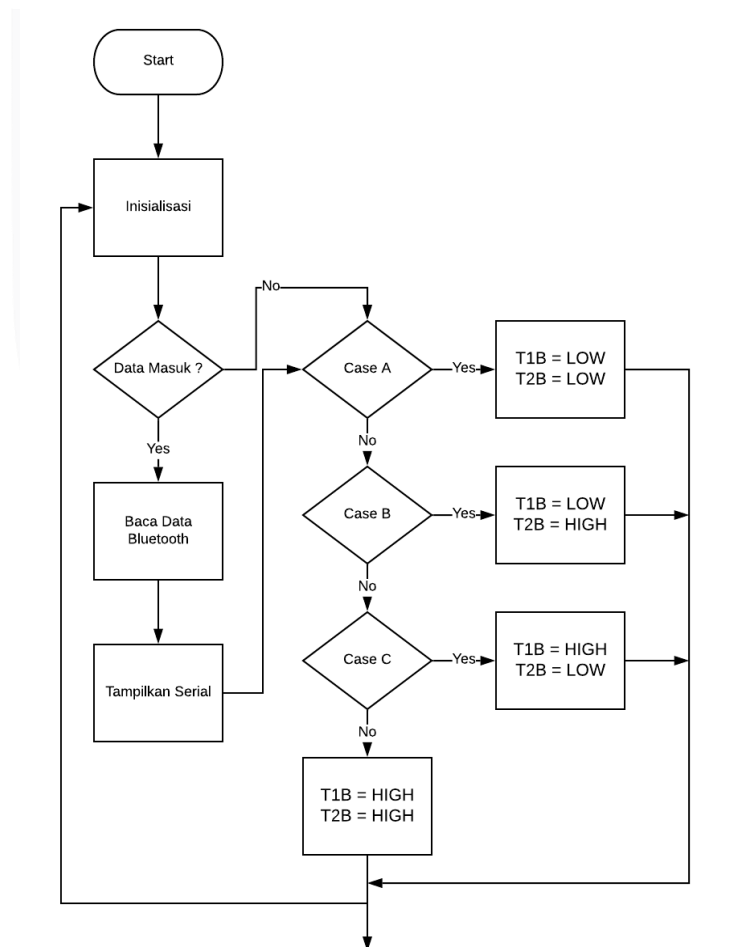 Start
Inisialisasi
No
Data Masuk ?
Case A
Yes
T1B = LOW
T2B = LOW
Yes
No
Baca Data
Bluetooth
Case B
Yes
T1B = LOW
T2B = HIGH
No
Tampilkan Serial
Case C
Yes
T1B = HIGH
T2B = LOW
No
T1B = HIGH
T2B = HIGH